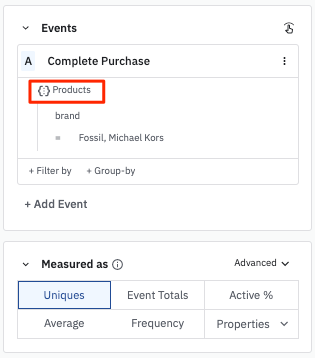 Events
A Complete Purchase
{:} Products
brand
= Fossil, Michael Kors
+ Filter by + Group-by
+ Add Event
Measured as Advanced
Uniques Event Totals Active %
Average Frequency Properties